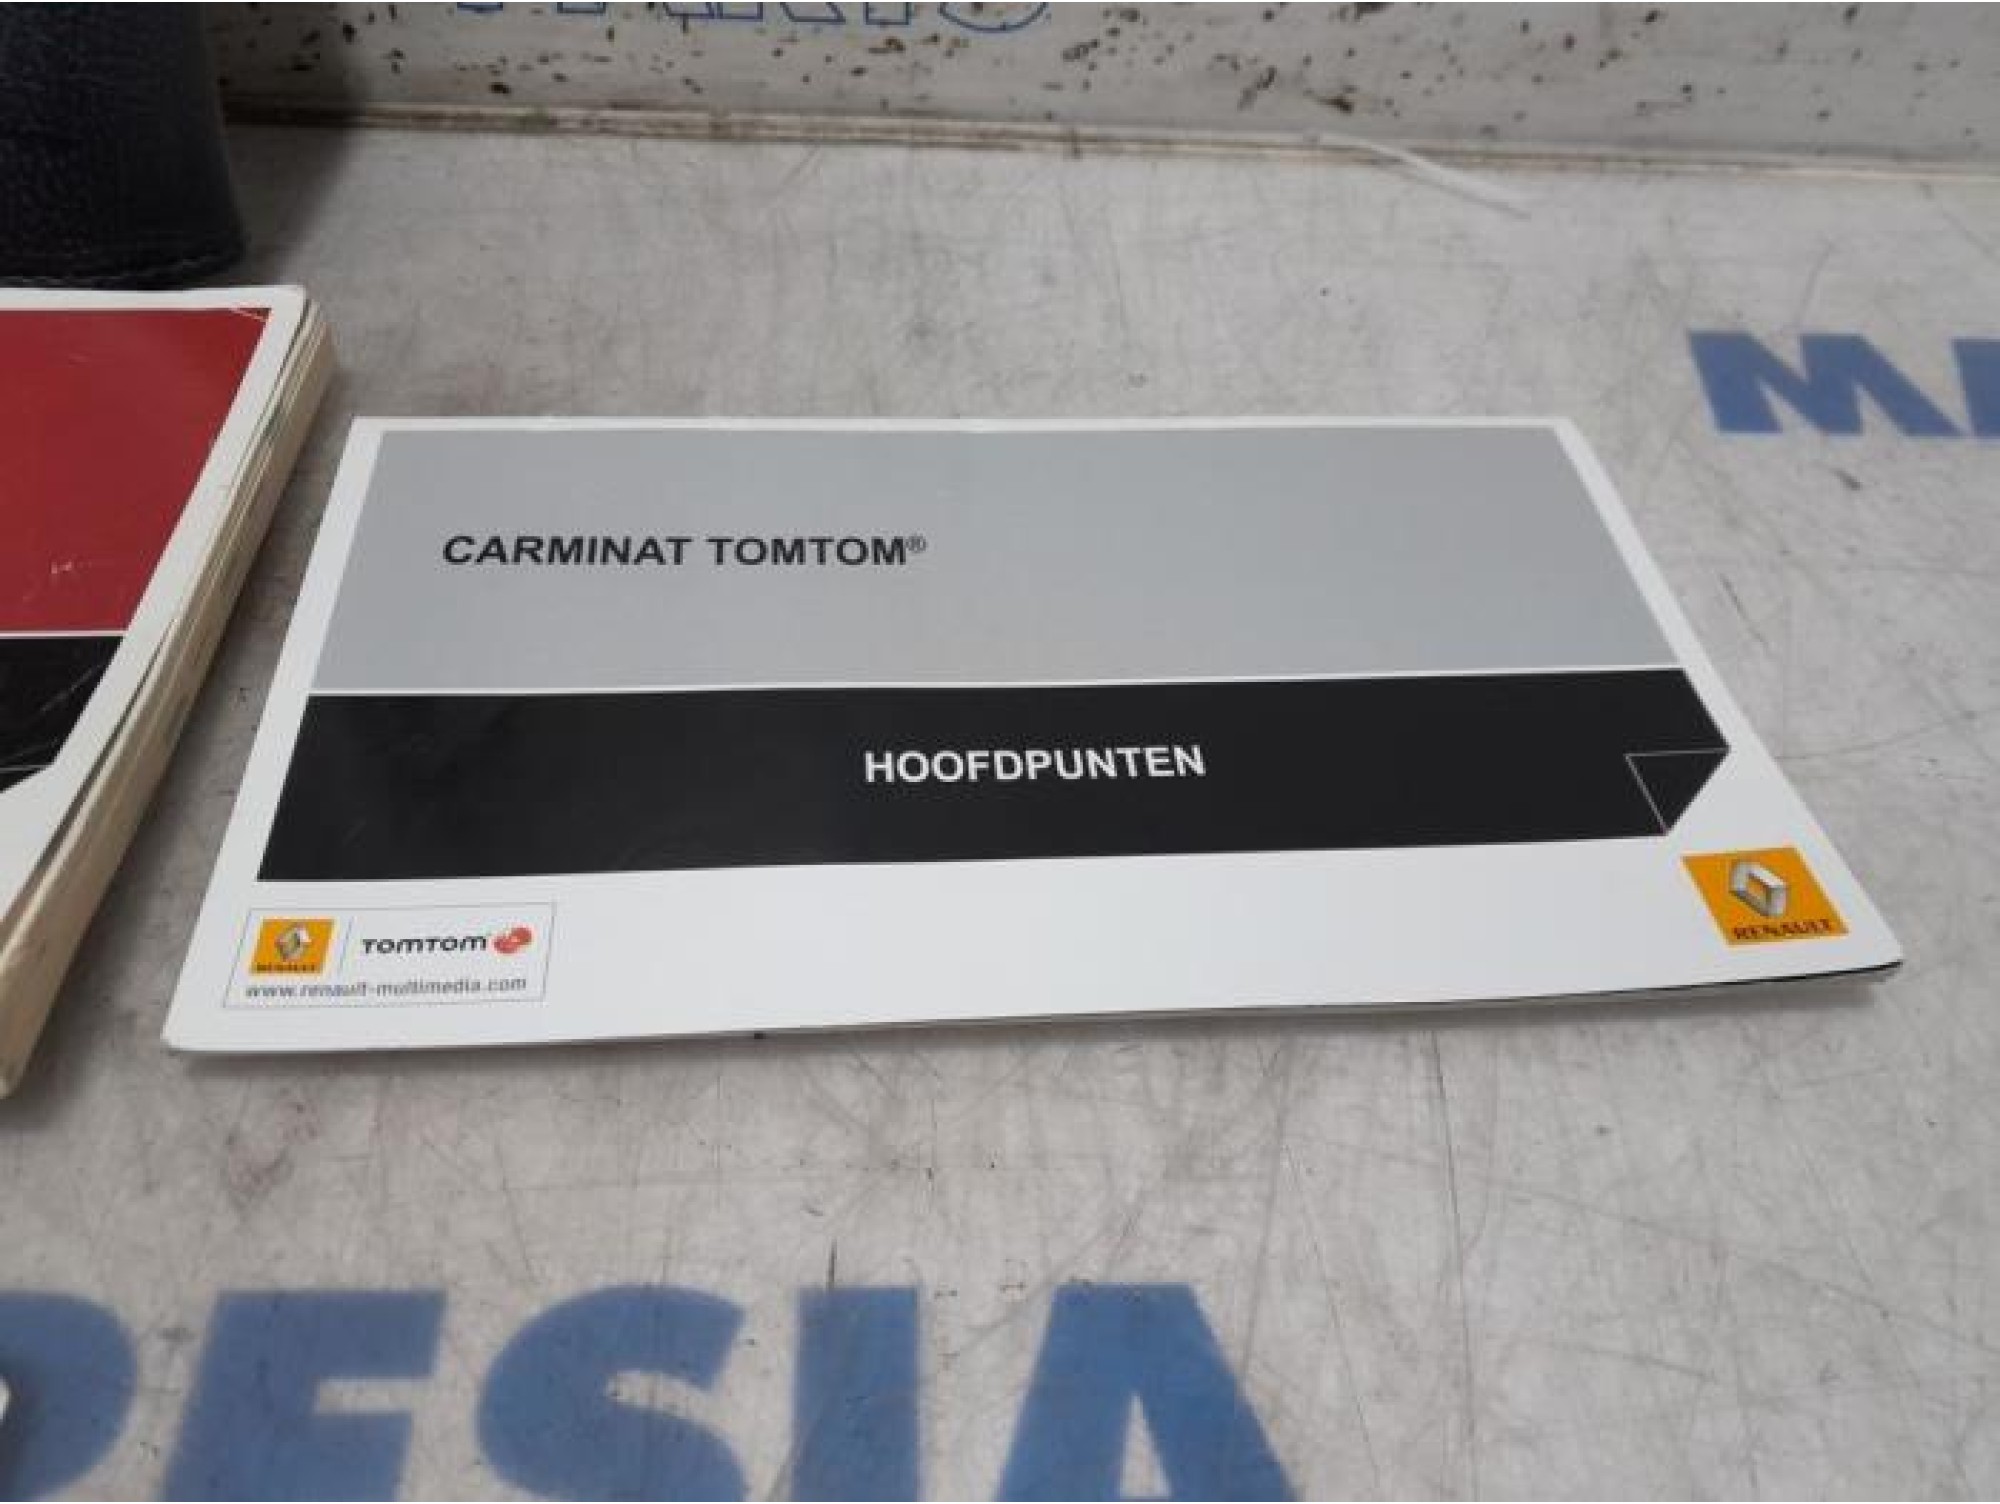 CARMINAT TOMTOM®
HOOFDPUNTEN
RENAULT
RENAULT
TOMTOM
www.renault-multimedia.com